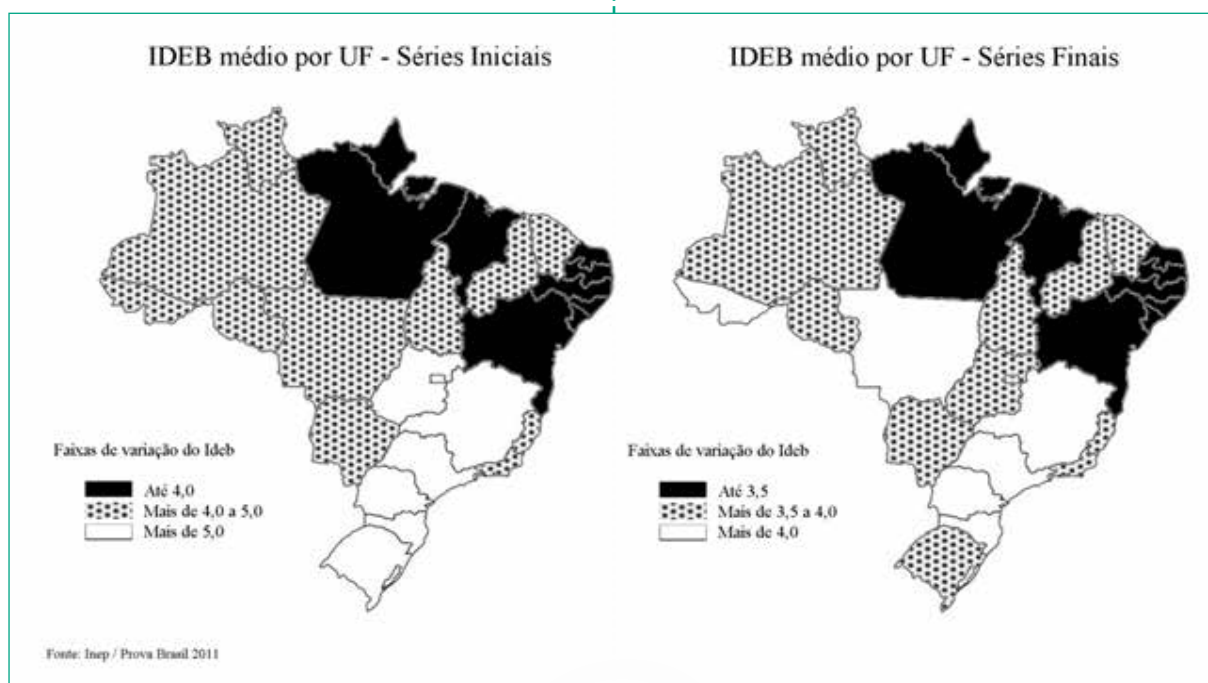 IDEB médio por UF - Séries Iniciais
Faixas de variação do Ideb
Até 4,0
Mais de 4,0 a 5,0
Mais de 5,0
Fonte: Inep / Prova Brasil 2011
IDEB médio por UF - Séries Finais
Faixas de variação do Ideb
Até 3,5
Mais de 3,5 a 4,0
Mais de 4,0